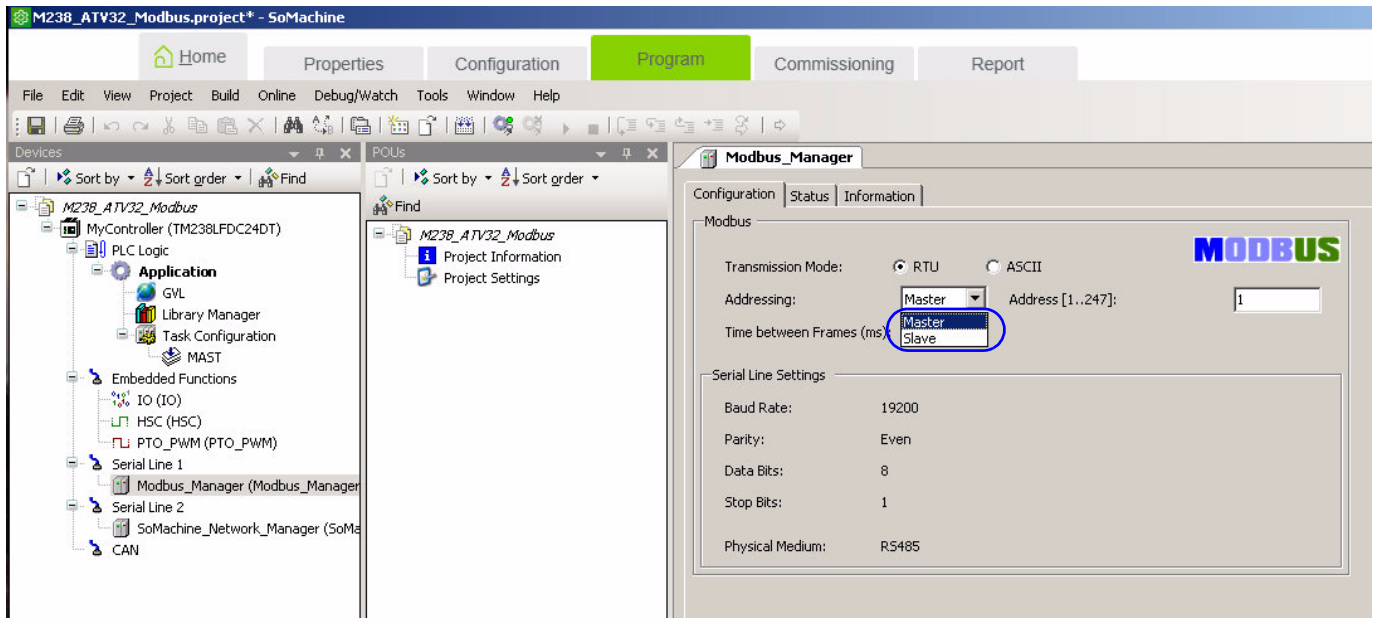 M238_ATV32_Modbus.project* - SoMachine
Home Properties Configuration Program Commissioning Report
File Edit View Project Build Online Debug/Watch Tools Window Help
Devices
Sort by Sort order Find
M238_ATV32_Modbus
MyController (TM238LFDC24DT)
PLC Logic
Application
GVL
Library Manager
Task Configuration
MAST
Embedded Functions
IO (IO)
HSC (HSC)
PTO_PWM (PTO_PWM)
Serial Line 1
Modbus_Manager (Modbus_Manager
Serial Line 2
SoMachine_Network_Manager (SoMa
CAN
POUs
Sort by Sort order
Find
M238_ATV32_Modbus
Project Information
Project Settings
Modbus_Manager
Configuration Status Information
Modbus
MODBUS
Transmission Mode: RTU ASCII
Addressing: Master Address [1..247]: 1
Master
Time between Frames (ms):
Slave
Serial Line Settings
Baud Rate: 19200
Parity: Even
Data Bits: 8
Stop Bits: 1
Physical Medium: RS485